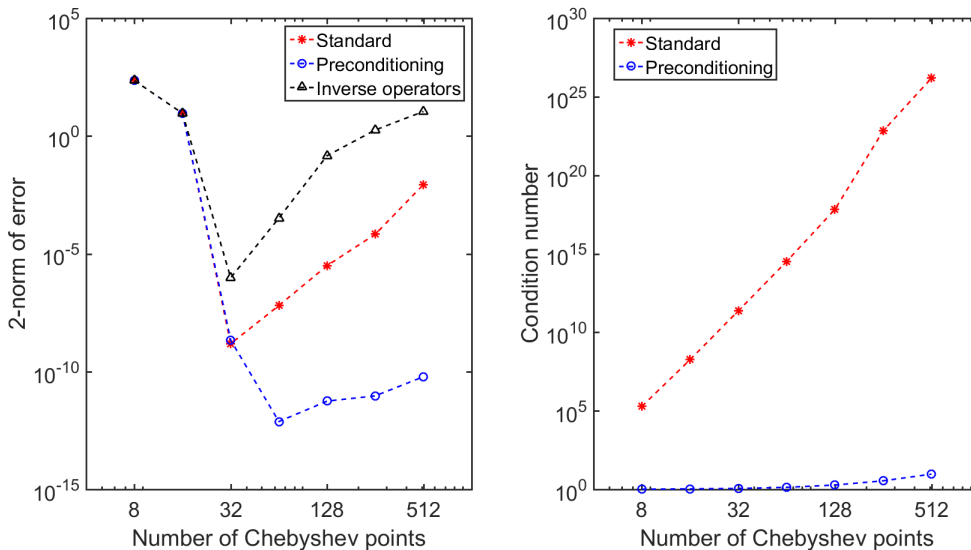 10^5
10^0
10^-5
10^-10
10^-15
2-norm of error
Standard
Preconditioning
Inverse operators
8
32
128
512
Number of Chebyshev points
10^30
10^25
10^20
10^15
10^10
10^5
10^0
Condition number
Standard
Preconditioning
8
32
128
512
Number of Chebyshev points